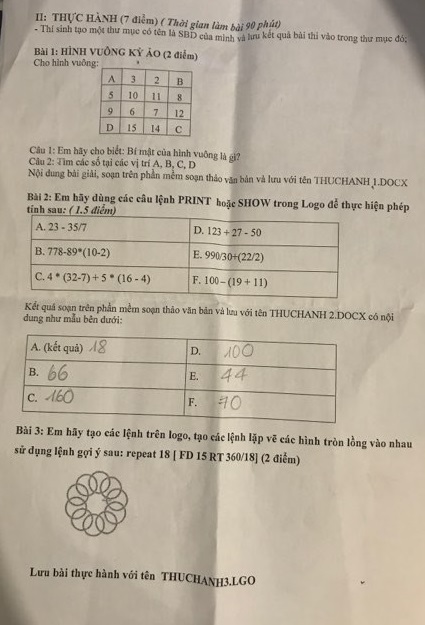 II: THỰC HÀNH (7 điểm) ( Thời gian làm bài 90 phút)
- Thí sinh tạo một thư mục có tên là SBD của mình và lưu kết quả bài thi vào trong thư mục đó;
Bài 1: HÌNH VUÔNG KỲ ẢO (2 điểm)
Cho hình vuông:
A 3 2 B
5 10 11 8
9 6 7 12
D 15 14 C
Câu 1: Em hãy cho biết: Bí mật của hình vuông là gì?
Câu 2: Tìm các số tại các vị trí A, B, C, D
Nội dung bài giải, soạn trên phần mềm soạn thảo văn bản và lưu với tên THUCHANH 1.DOCX
Bài 2: Em hãy dùng các câu lệnh PRINT hoặc SHOW trong Logo để thực hiện phép
tính sau: ( 1.5 điểm)
A. 23 - 35/7 D. 123 + 27 - 50
B. 778-89*(10-2) E. 990/30+(22/2)
C. 4 * (32-7) + 5 * (16 - 4) F. 100 – (19 + 11)
Kết quả soạn trên phần mềm soạn thảo văn bản và lưu với tên THUCHANH 2.DOCX có nội
dung như mẫu bên dưới:
A. (kết quả) 18 D. 100
B. 66 E. 44
C. 160 F. 70
Bài 3: Em hãy tạo các lệnh trên logo, tạo các lệnh lặp vẽ các hình tròn lồng vào nhau
sử dụng lệnh gợi ý sau: repeat 18 [ FD 15 RT 360/18] (2 điểm)
Lưu bài thực hành với tên THUCHANH3.LGO